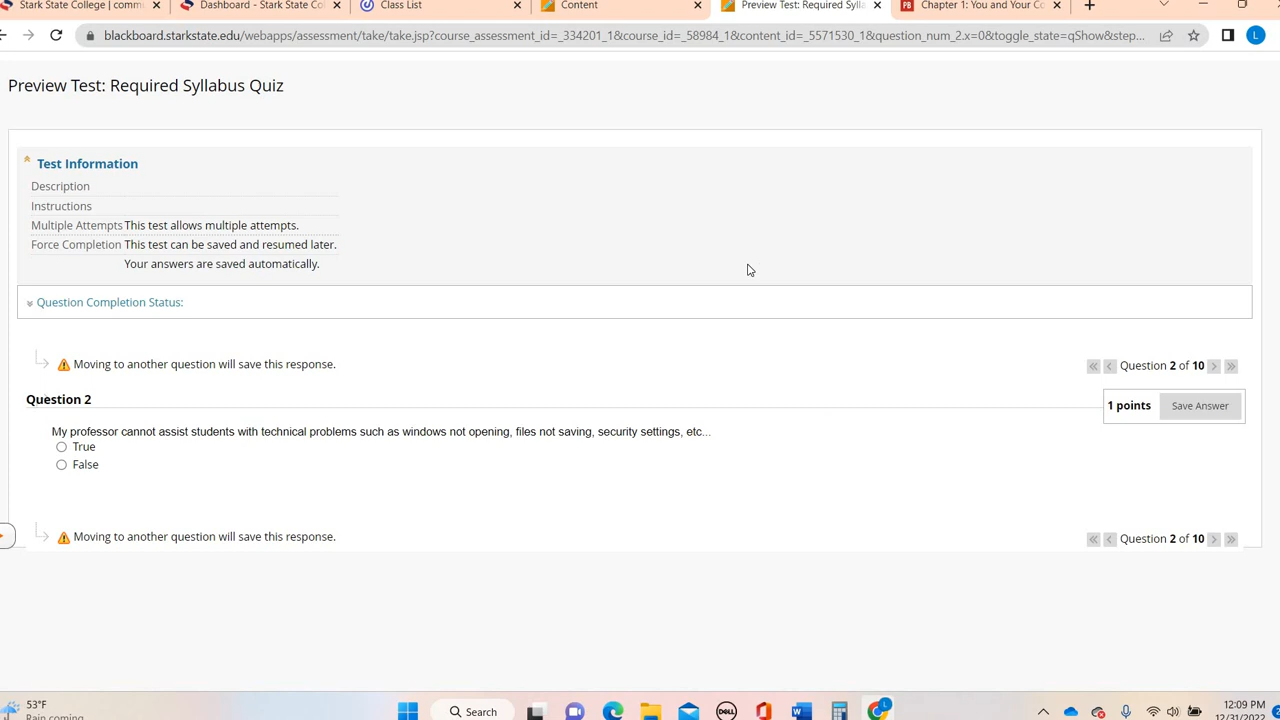 Stark State College | comm
Dashboard - Stark State Co
Class List
Content
Preview Test: Required Sylla
Chapter 1: You and Your Co
blackboard.starkstate.edu/webapps/assessment/take/take.jsp?course_assessment_id=_334201_1&course_id=_58984_1&content_id=_5571530_1&question_num_2.x=0&toggle_state=qShow&step...
L
Preview Test: Required Syllabus Quiz
Test Information
Description
Instructions
Multiple Attempts This test allows multiple attempts.
Force Completion This test can be saved and resumed later.
Your answers are saved automatically.
Question Completion Status:
Moving to another question will save this response.
Question 2 of 10
Question 2
1 points
Save Answer
My professor cannot assist students with technical problems such as windows not opening, files not saving, security settings, etc...
True
False
Moving to another question will save this response.
Question 2 of 10
53°F
Rain coming
Search
DELL
12:09 PM
12/31/2022